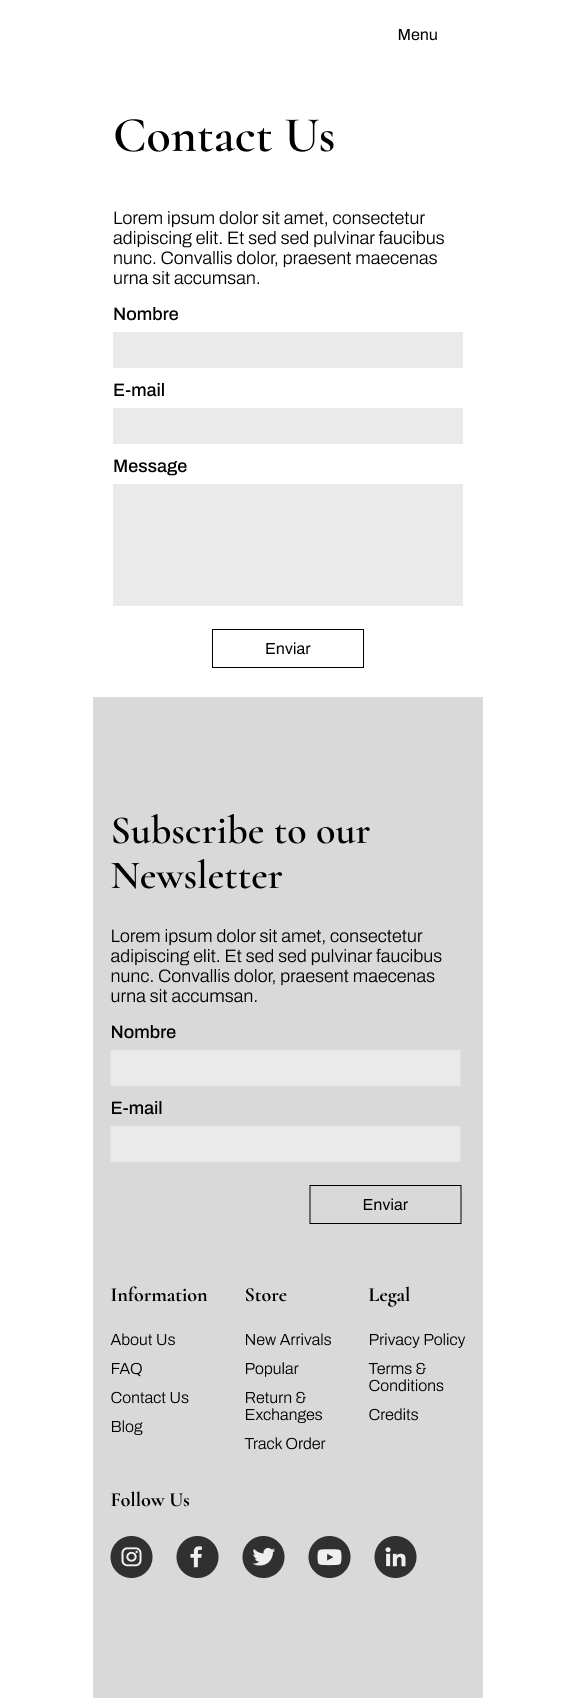 Menu
Contact Us
Lorem ipsum dolor sit amet, consectetur
adipiscing elit. Et sed sed pulvinar faucibus
nunc. Convallis dolor, praesent maecenas
urna sit accumsan.
Nombre
E-mail
Message
Enviar
Subscribe to our
Newsletter
Lorem ipsum dolor sit amet, consectetur
adipiscing elit. Et sed sed pulvinar faucibus
nunc. Convallis dolor, praesent maecenas
urna sit accumsan.
Nombre
E-mail
Enviar
Information
About Us
FAQ
Contact Us
Blog
Store
New Arrivals
Popular
Return &
Exchanges
Track Order
Legal
Privacy Policy
Terms &
Conditions
Credits
Follow Us